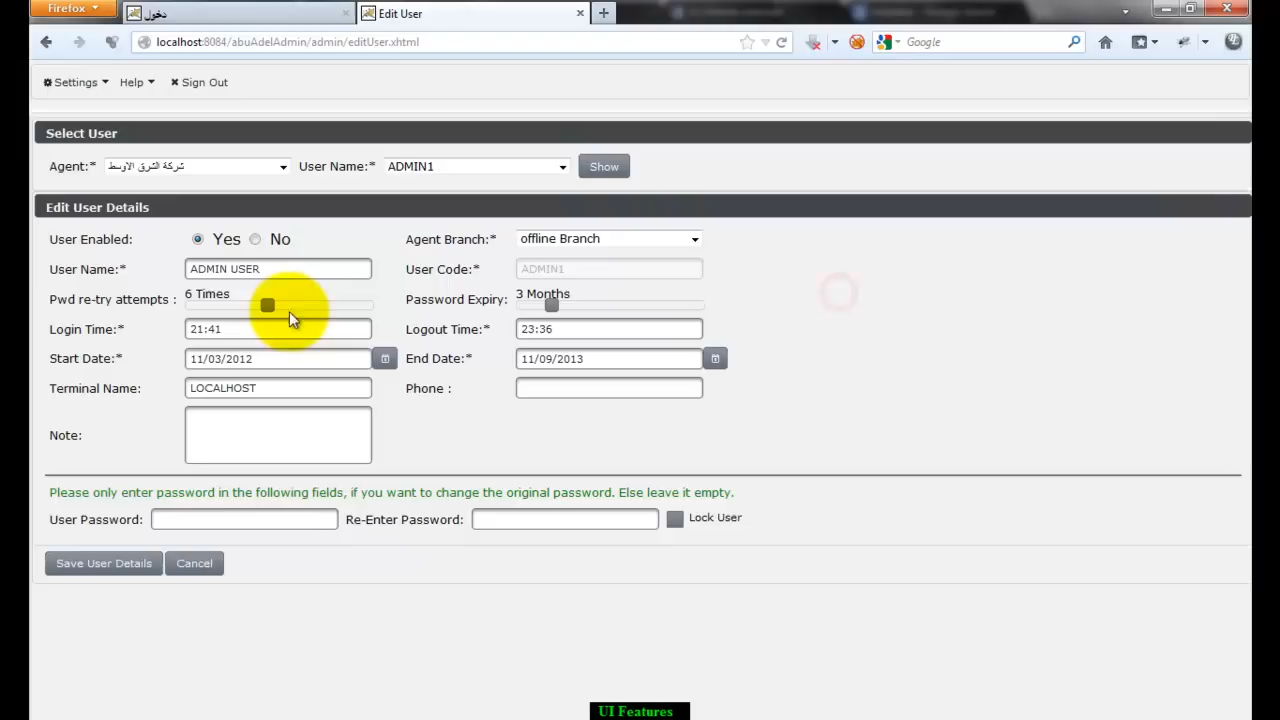 Firefox
دخول
Edit User
localhost:8084/abuAdelAdmin/admin/editUser.xhtml
Google
Settings Help Sign Out
Select User
Agent:* شركة الشرق الاوسط User Name:* ADMIN1 Show
Edit User Details
User Enabled: Yes No Agent Branch:* offline Branch
User Name:* ADMIN USER User Code:* ADMIN1
Pwd re-try attempts : 6 Times Password Expiry: 3 Months
Login Time:* 21:41 Logout Time:* 23:36
Start Date:* 11/03/2012 End Date:* 11/09/2013
Terminal Name: LOCALHOST Phone :
Note:
Please only enter password in the following fields, if you want to change the original password. Else leave it empty.
User Password: Re-Enter Password: Lock User
Save User Details Cancel
UI Features